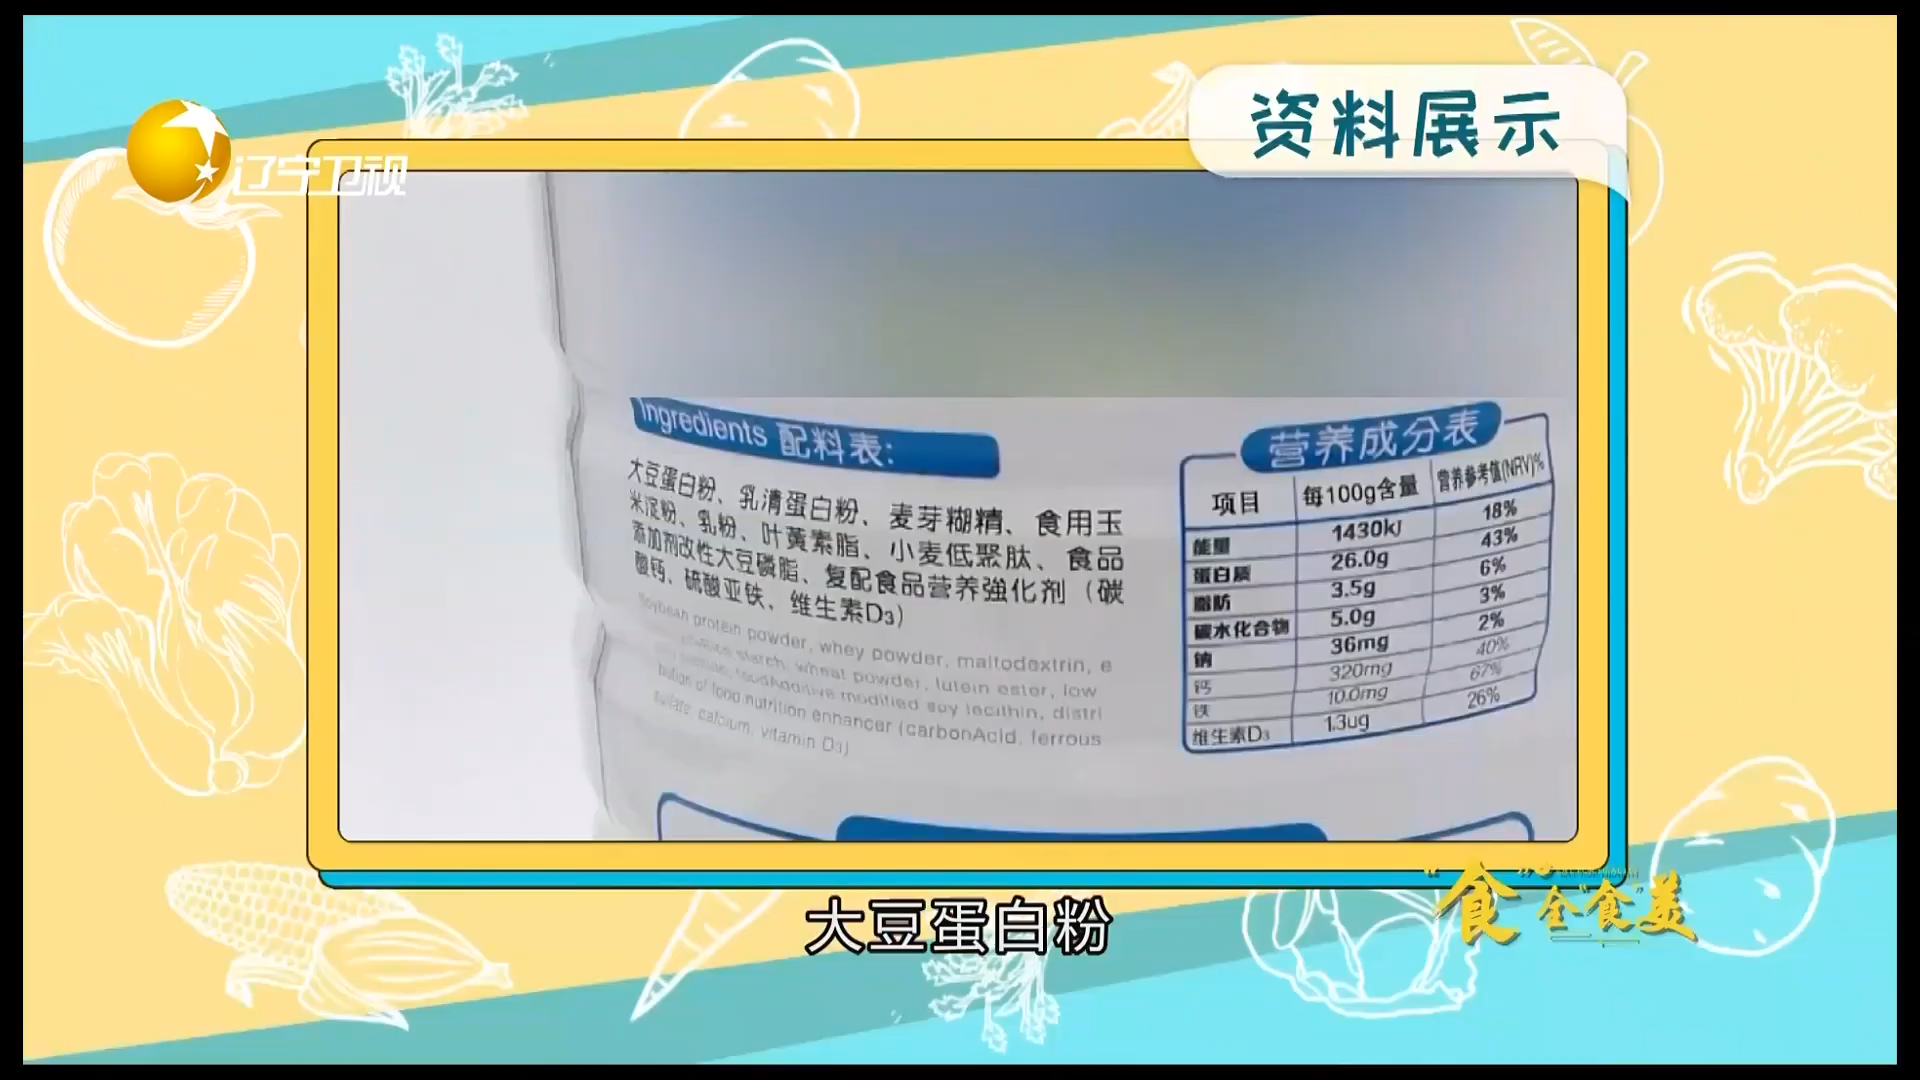 资料展示
辽宁卫视
Ingredients 配料表:
大豆蛋白粉、乳清蛋白粉、麦芽糊精、食用玉
米淀粉、乳粉、叶黄素脂、小麦低聚肽、食品
添加剂改性大豆磷脂、复配食品营养強化剂（碳
酸钙、硫酸亚铁、维生素D3）
Soybean protein powder, whey powder, maltodextrin, e
starch, wheat powder, lutein ester, low
foodAdditive modified soy lecithin, distri
bution of food nutrition enhancer (carbonAcid, ferrous
sulfate, calcium, vitamin D3)
营养成分表
项目 每100g含量 营养参考值(NRV)%
能量 1430kJ 18%
蛋白质 26.0g 43%
脂肪 3.5g 6%
碳水化合物 5.0g 3%
钠 36mg 2%
钙 320mg 40%
铁 10.0mg 67%
维生素D3 1.3ug 26%
大豆蛋白粉
“食”全“食”美